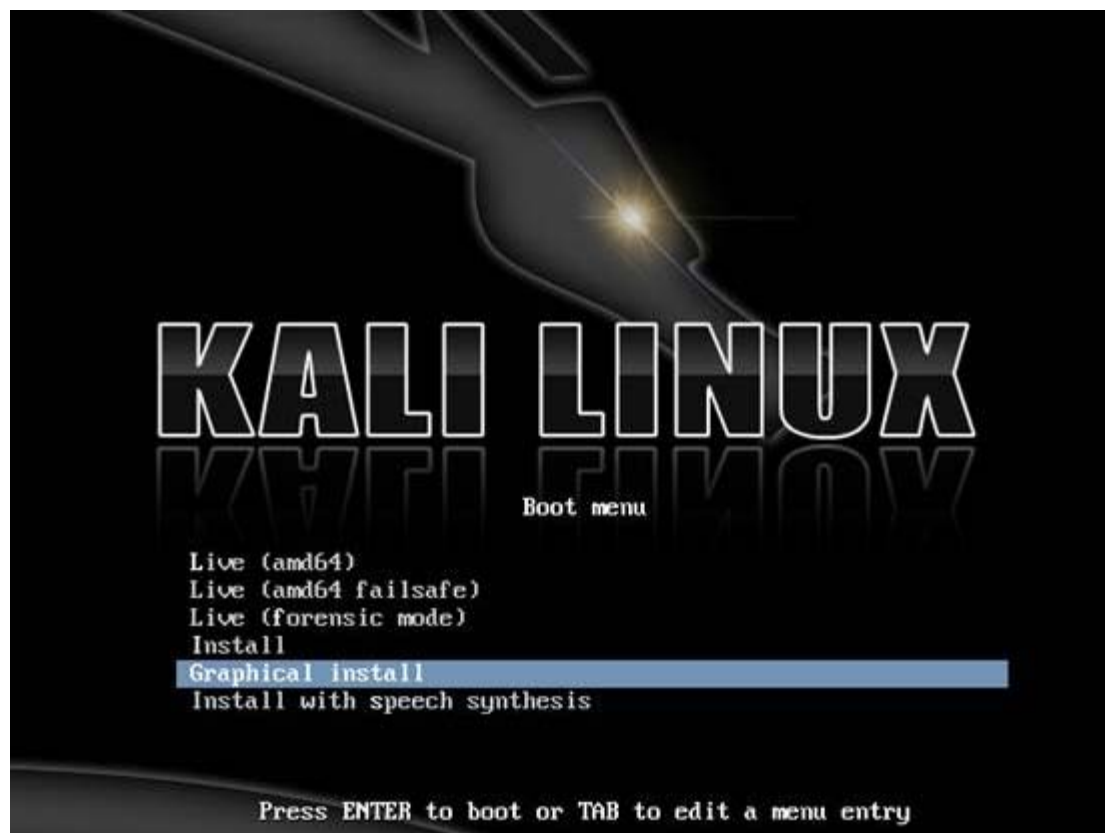 KALI LINUX
Boot menu
Live (amd64)
Live (amd64 failsafe)
Live (forensic mode)
Install
Graphical install
Install with speech synthesis
Press ENTER to boot or TAB to edit a menu entry